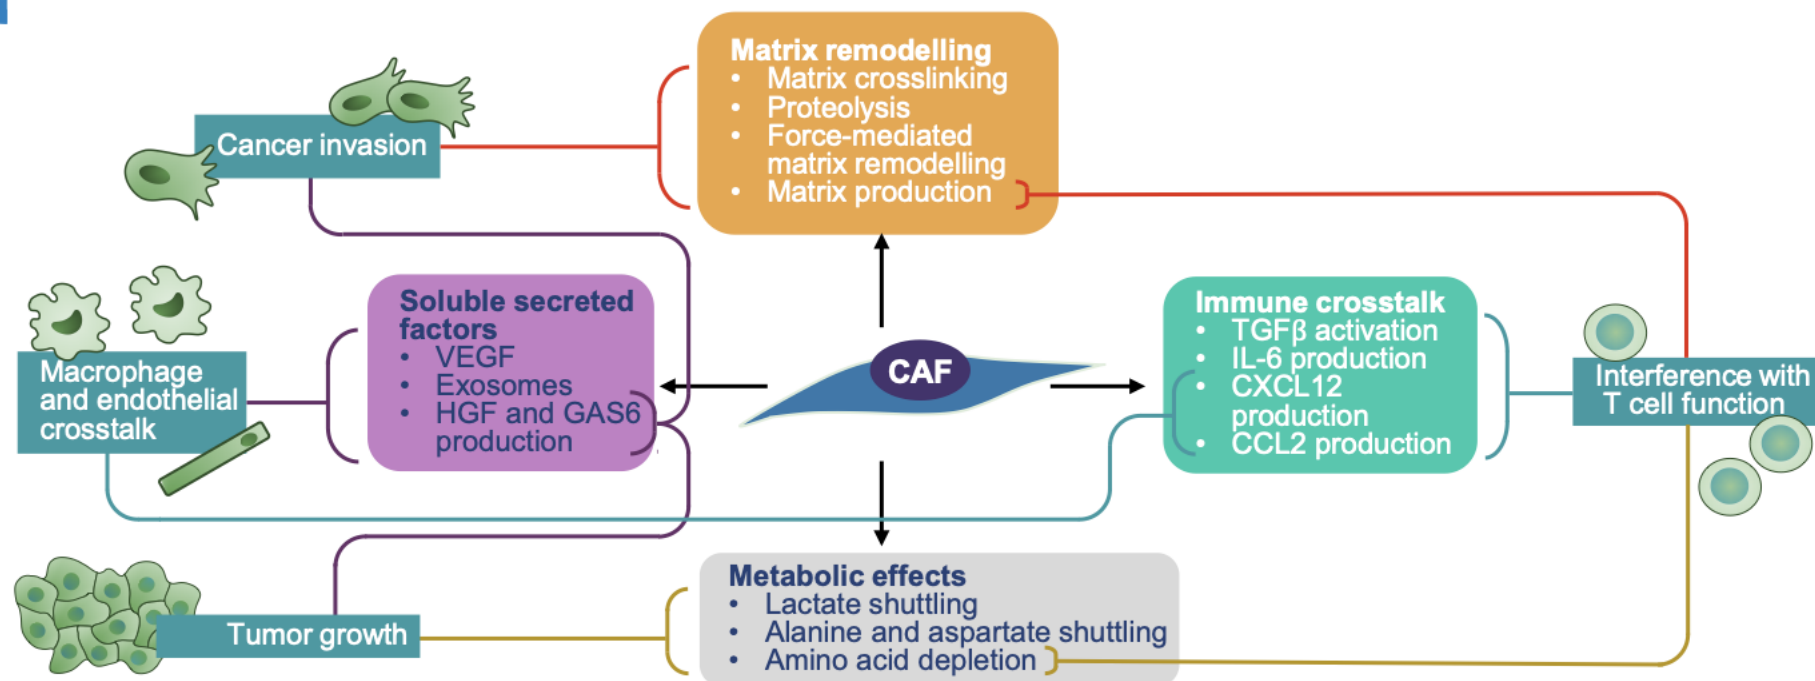 Matrix remodelling
• Matrix crosslinking
• Proteolysis
• Force-mediated
matrix remodelling
• Matrix production
Cancer invasion
Soluble secreted
factors
• VEGF
• Exosomes
• HGF and GAS6
production
Macrophage
and endothelial
crosstalk
CAF
Immune crosstalk
• TGFβ activation
• IL-6 production
• CXCL12
production
• CCL2 production
Interference with
T cell function
Metabolic effects
• Lactate shuttling
• Alanine and aspartate shuttling
• Amino acid depletion
Tumor growth